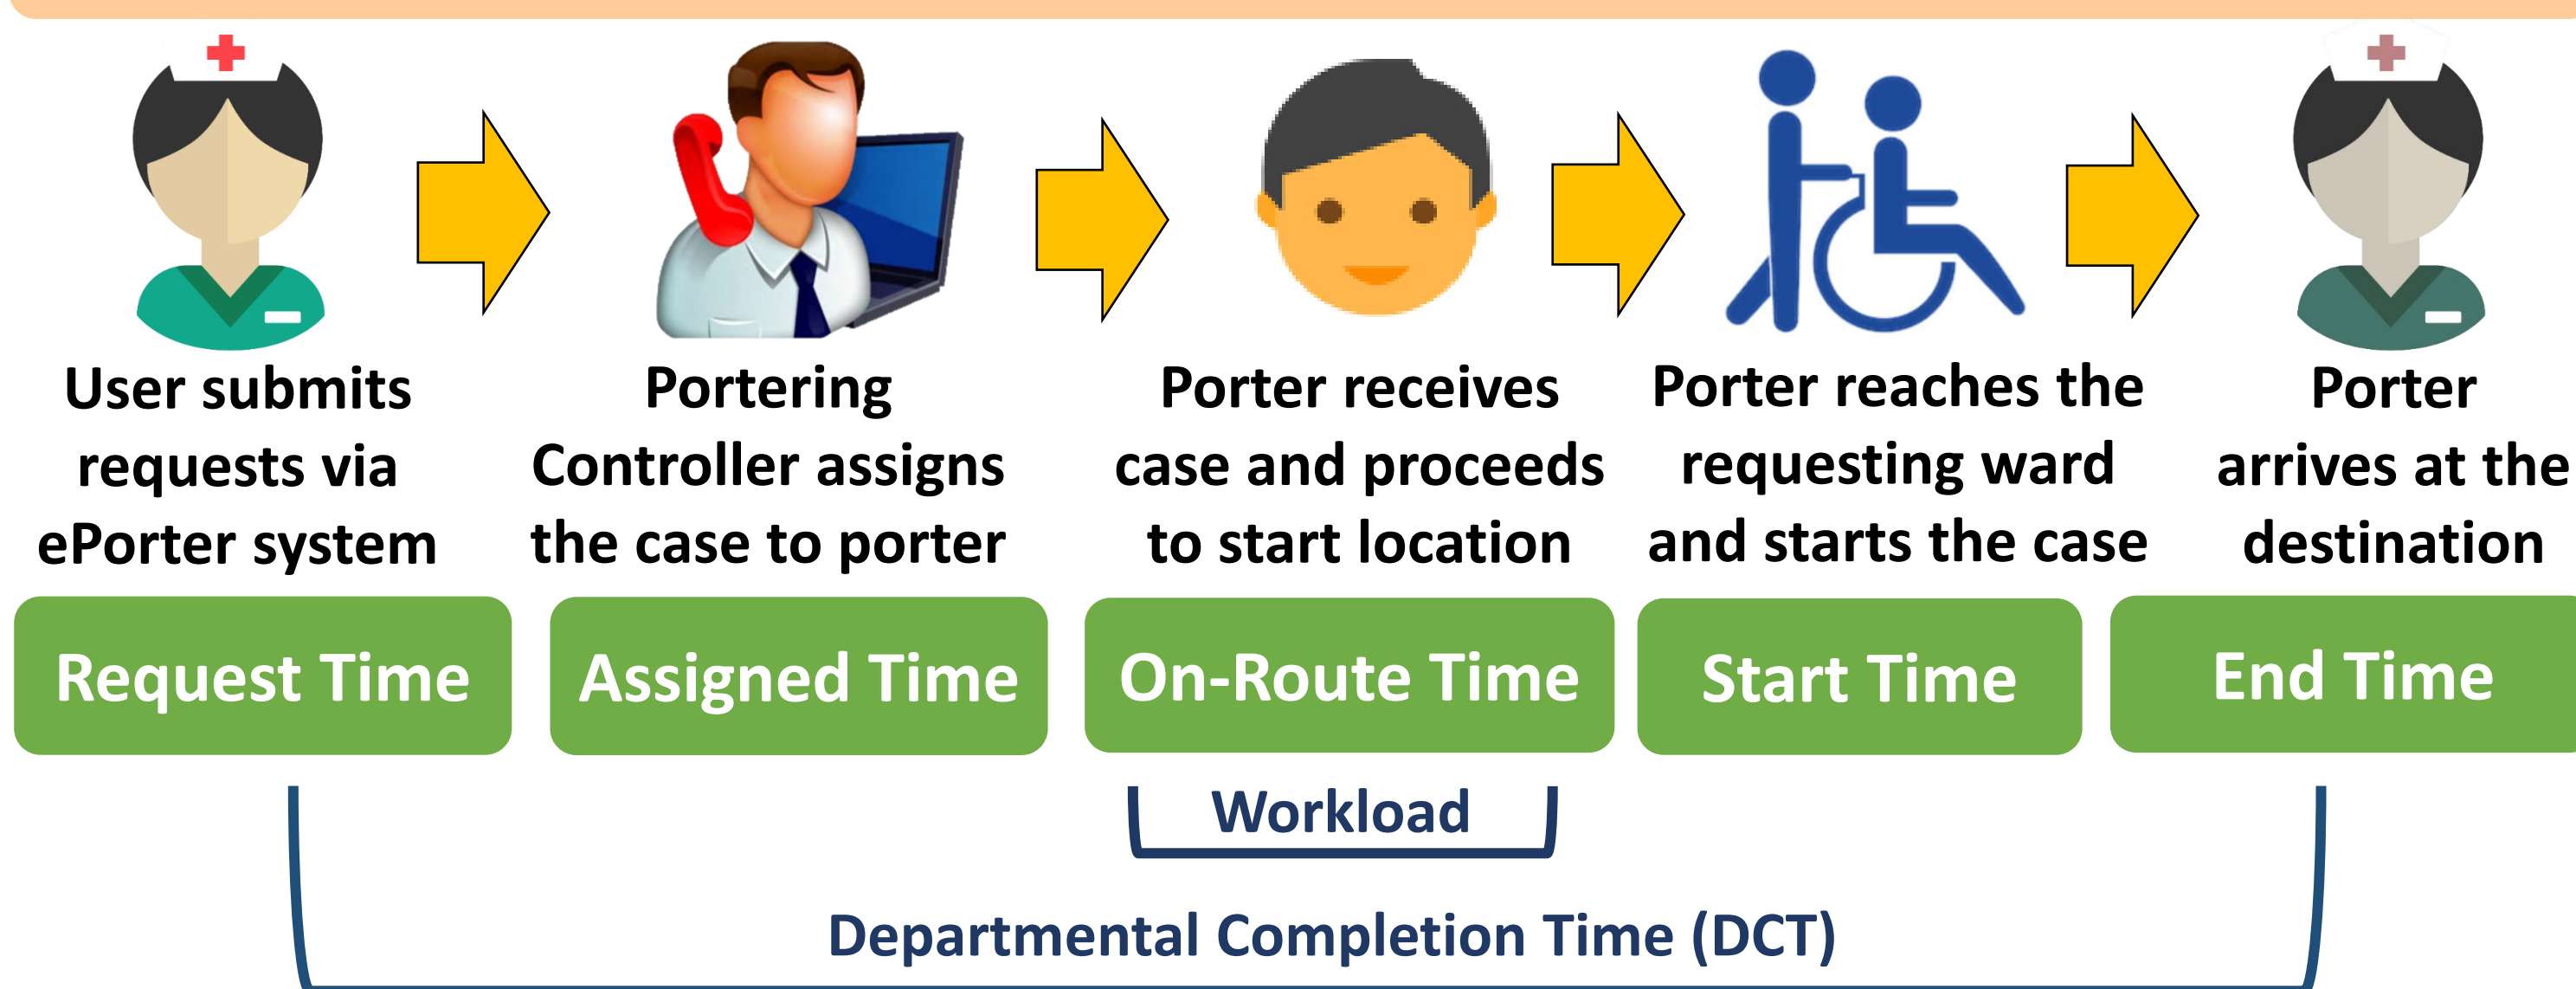 User submits
requests via
ePorter system
Portering
Controller assigns
the case to porter
Porter receives
case and proceeds
to start location
Porter reaches the
requesting ward
and starts the case
Porter
arrives at the
destination
Request Time
Assigned Time
On-Route Time
Start Time
End Time
Workload
Departmental Completion Time (DCT)